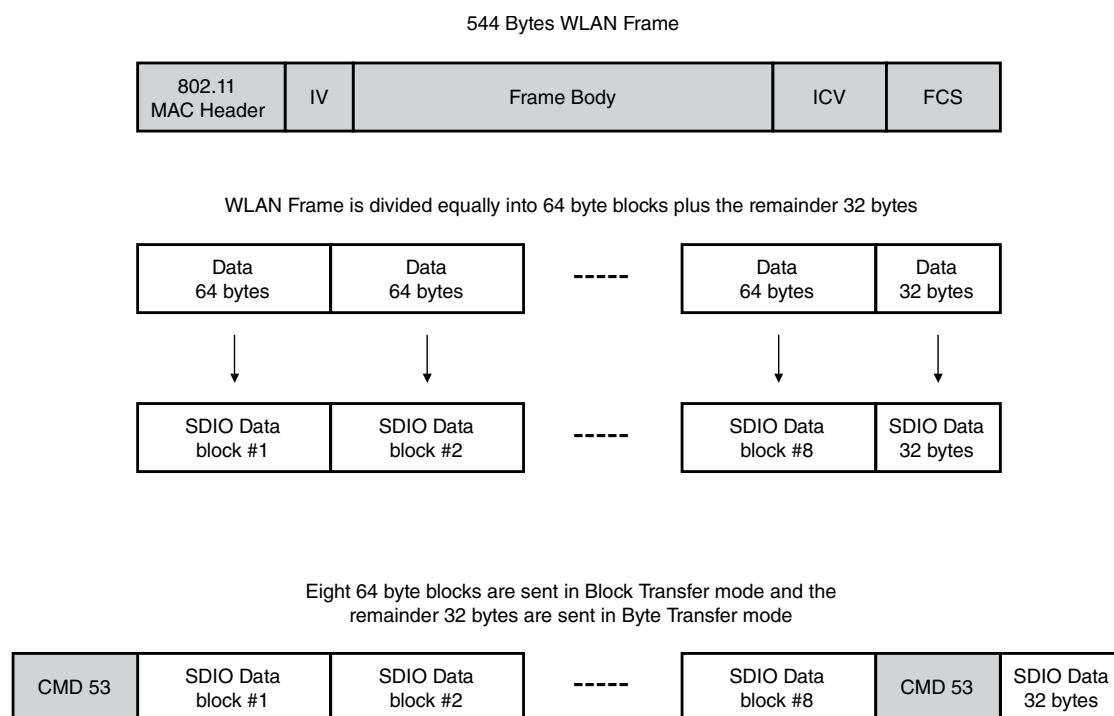 544 Bytes WLAN Frame
802.11
MAC Header
IV
Frame Body
ICV
FCS
WLAN Frame is divided equally into 64 byte blocks plus the remainder 32 bytes
Data
64 bytes
Data
64 bytes
-----
Data
64 bytes
Data
32 bytes
SDIO Data
block #1
SDIO Data
block #2
-----
SDIO Data
block #8
SDIO Data
32 bytes
Eight 64 byte blocks are sent in Block Transfer mode and the
remainder 32 bytes are sent in Byte Transfer mode
CMD 53
SDIO Data
block #1
SDIO Data
block #2
-----
SDIO Data
block #8
CMD 53
SDIO Data
32 bytes